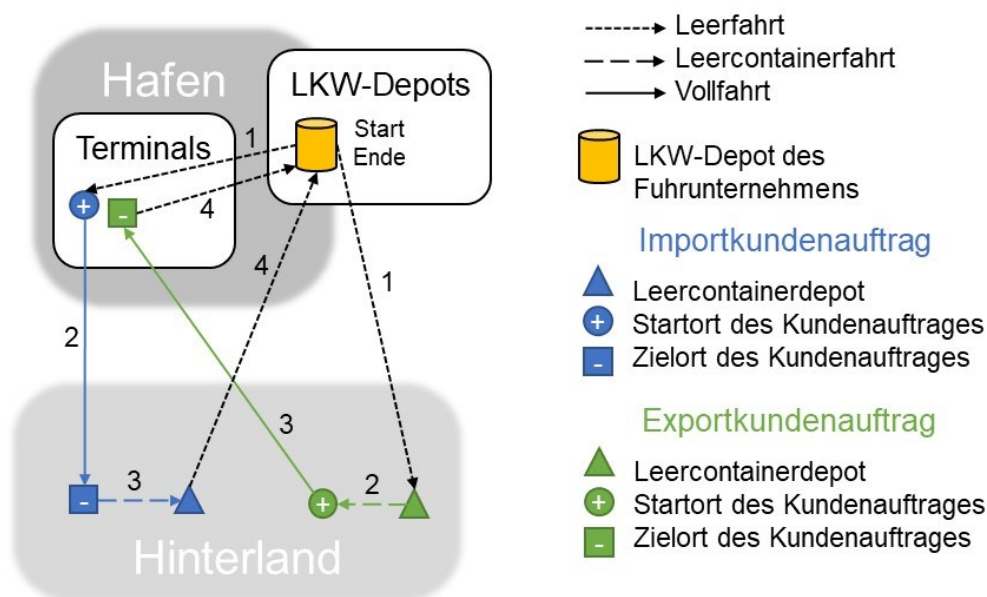 Hafen
LKW-Depots
Start
Ende
Terminals
1
+
-
4
1
4
2
3
3
2
-
+
Hinterland
Leerfahrt
Leercontainerfahrt
Vollfahrt
LKW-Depot des
Fuhrunternehmens
Importkundenauftrag
Leercontainerdepot
+ Startort des Kundenauftrages
- Zielort des Kundenauftrages
Exportkundenauftrag
Leercontainerdepot
+ Startort des Kundenauftrages
- Zielort des Kundenauftrages